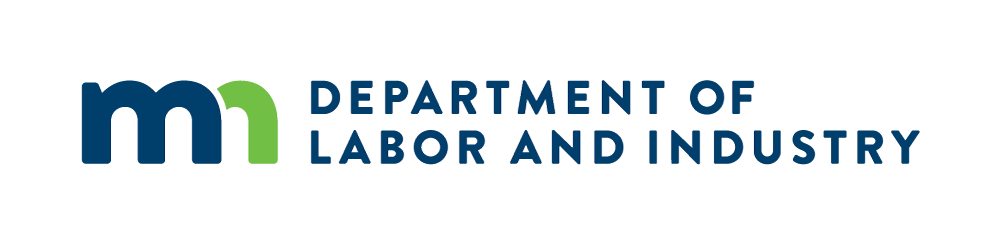 mn
DEPARTMENT OF
LABOR AND INDUSTRY